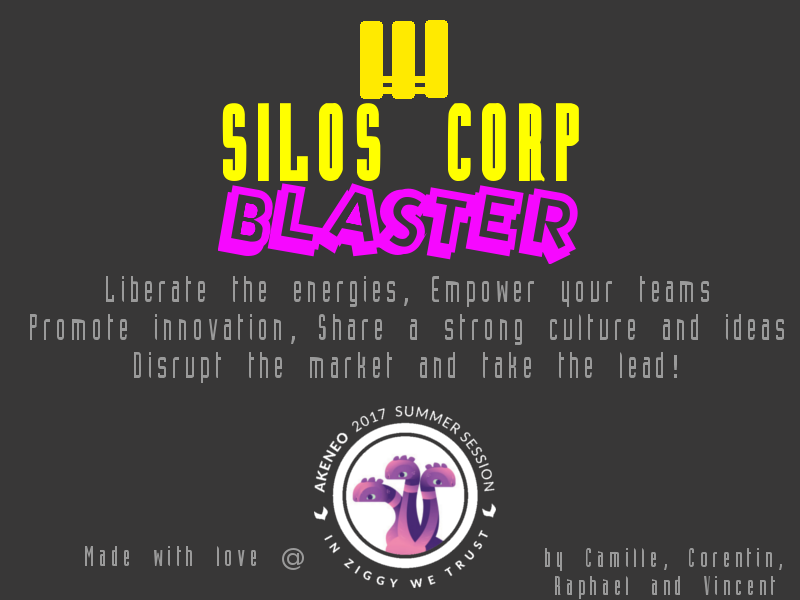 SILOS CORP
BLASTER
Liberate the energies, Empower your teams
Promote innovation, Share a strong culture and ideas
Disrupt the market and take the lead!
AKENEO 2017 SUMMER SESSION
IN ZIGGY WE TRUST
Made with love @
by Camille, Corentin,
Raphael and Vincent